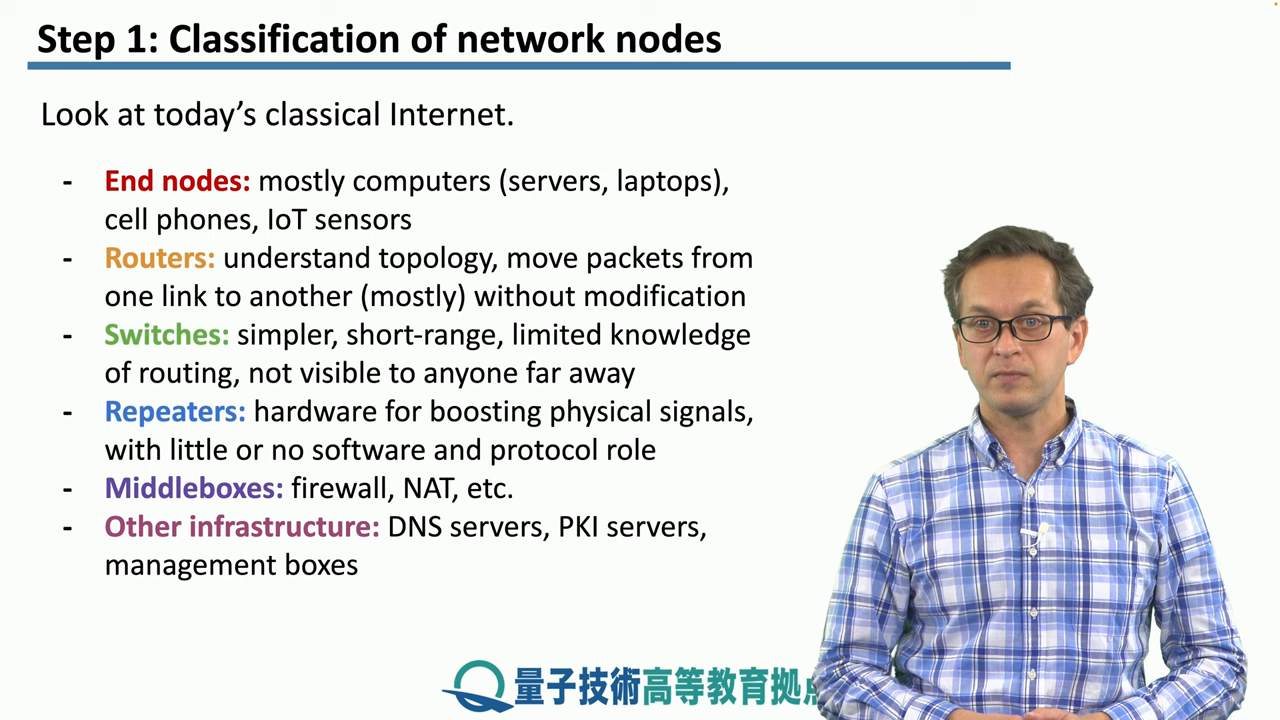 Step 1: Classification of network nodes
Look at today’s classical Internet.
- End nodes: mostly computers (servers, laptops),
cell phones, IoT sensors
- Routers: understand topology, move packets from
one link to another (mostly) without modification
- Switches: simpler, short-range, limited knowledge
of routing, not visible to anyone far away
- Repeaters: hardware for boosting physical signals,
with little or no software and protocol role
- Middleboxes: firewall, NAT, etc.
- Other infrastructure: DNS servers, PKI servers,
management boxes
量子技術高等教育拠